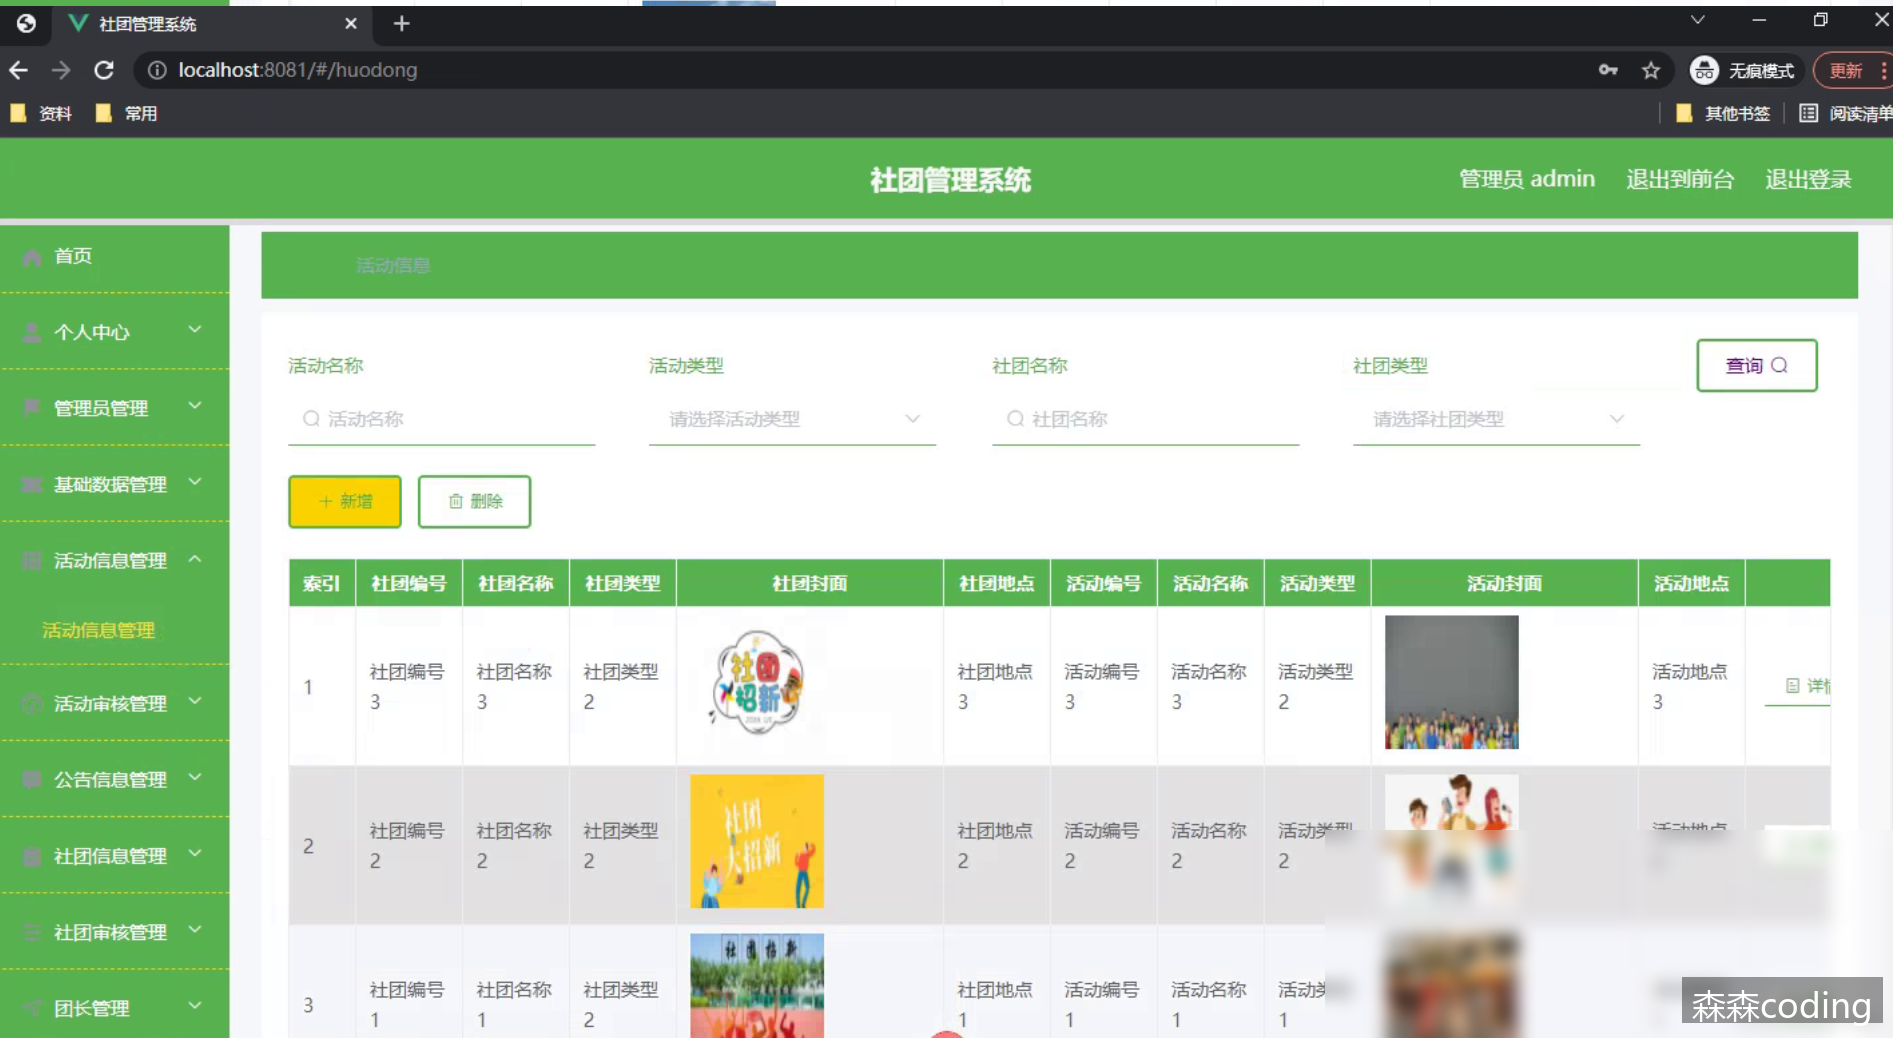 社团管理系统
localhost:8081/#/huodong
无痕模式
更新
资料
常用
其他书签
阅读清单
社团管理系统
管理员 admin
退出到前台
退出登录
首页
个人中心
管理员管理
基础数据管理
活动信息管理
活动信息管理
活动审核管理
公告信息管理
社团信息管理
社团审核管理
团长管理
活动信息
活动名称
活动类型
社团名称
社团类型
查询
活动名称
请选择活动类型
社团名称
请选择社团类型
新增
删除
索引 社团编号 社团名称 社团类型 社团封面 社团地点 活动编号 活动名称 活动类型 活动封面 活动地点
1 社团编号3 社团名称3 社团类型2 社团地点3 活动编号3 活动名称3 活动类型2 活动地点3 详情
社团
招新
2 社团编号2 社团名称2 社团类型2 社团地点2 活动编号2 活动名称2 活动类型2 活动地点
社团
大招新
3 社团编号1 社团名称1 社团类型2 社团地点1 活动编号1 活动名称1 活动 1
社团招新
森森coding